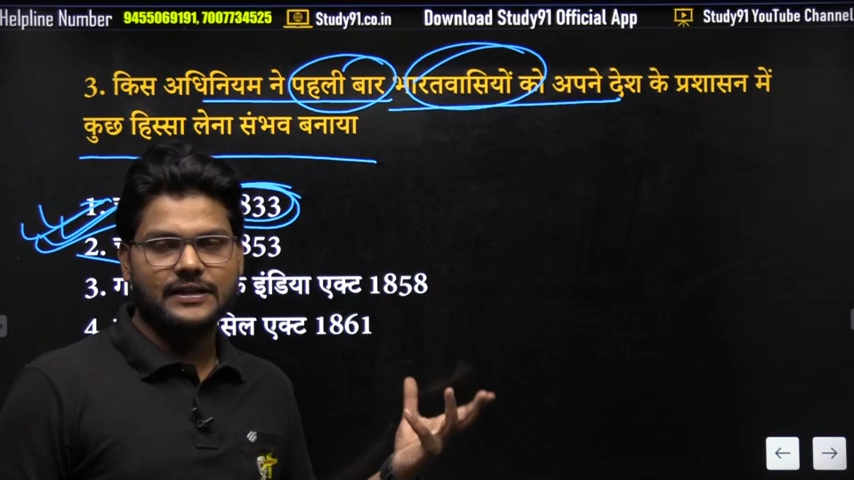 Helpline Number 9455069191, 7007734525 Study91.co.in Download Study91 Official App Study91 YouTube Channel
3. किस अधिनियम ने पहली बार भारतवासियों को अपने देश के प्रशासन में
कुछ हिस्सा लेना संभव बनाया
1. 833
2. 853
3. इंडिया एक्ट 1858
4. एक्ट 1861